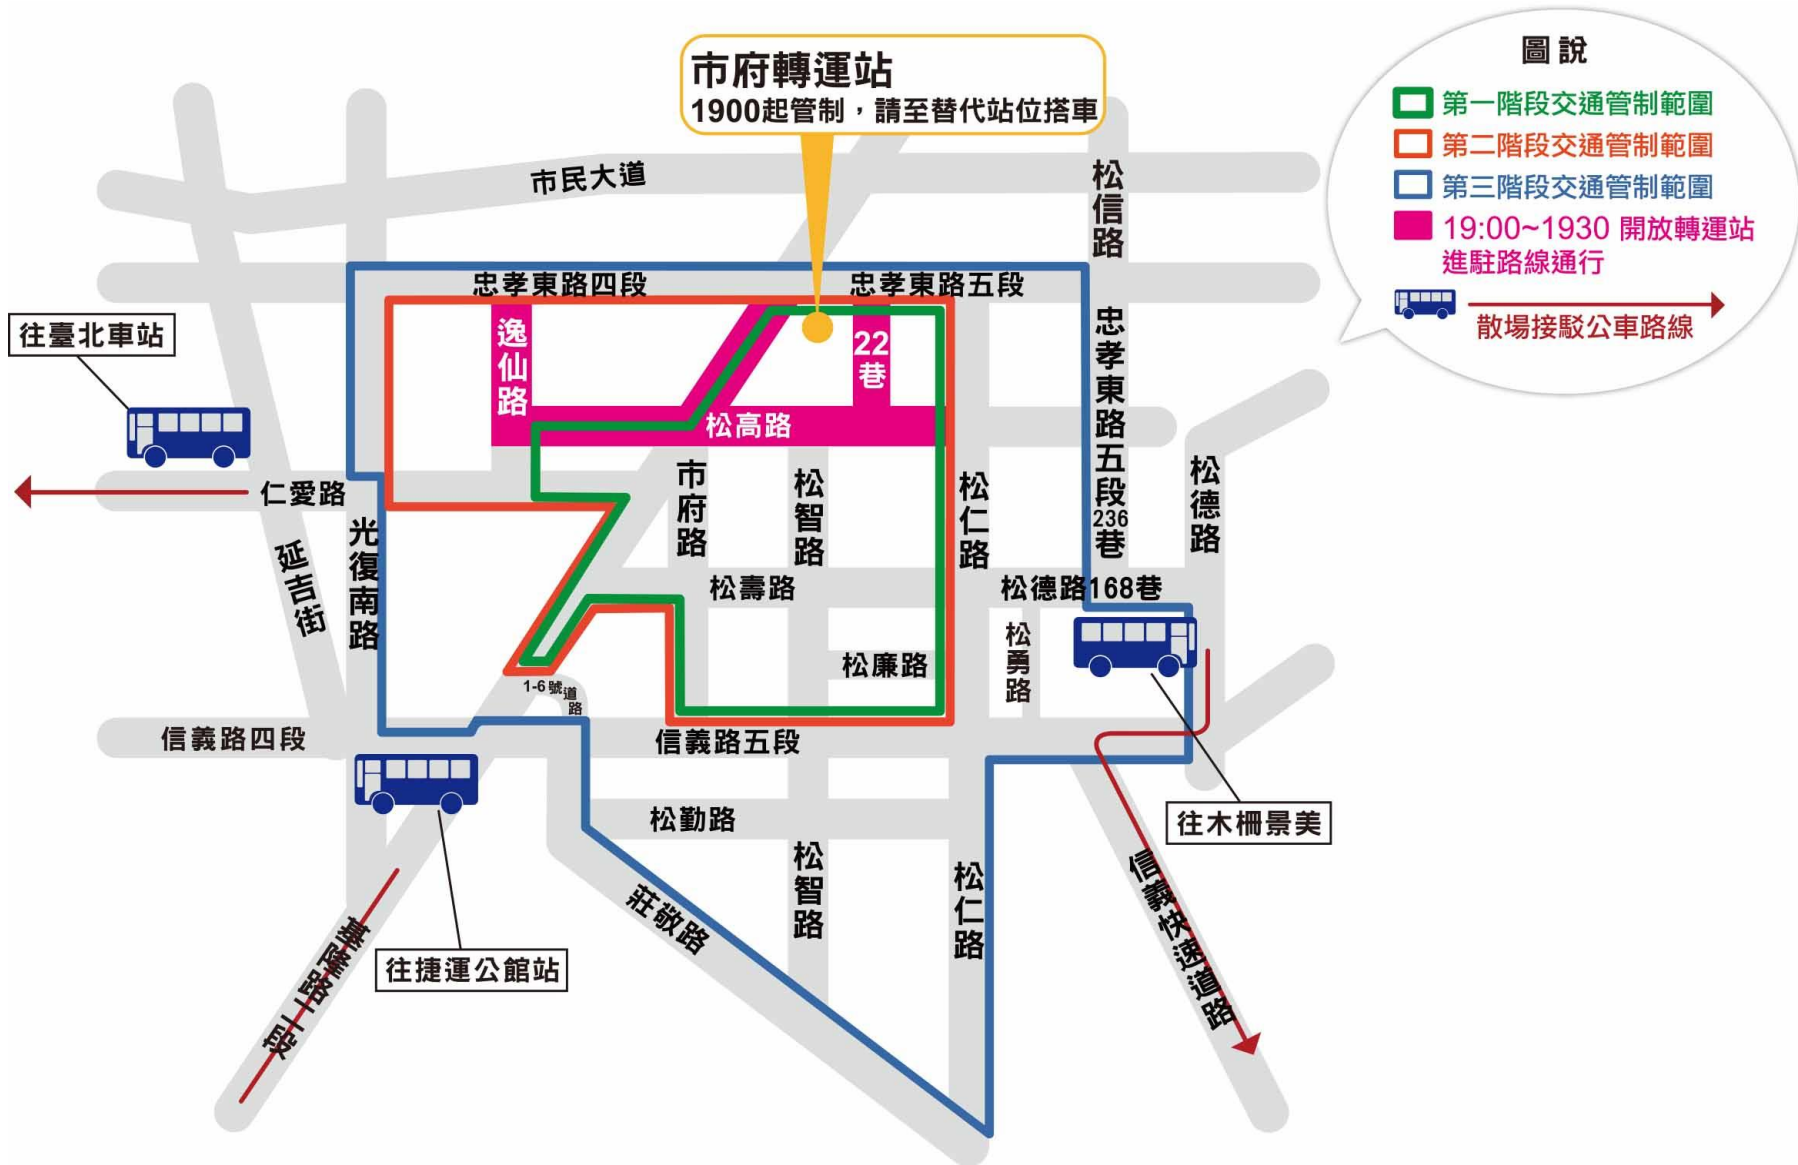 市府轉運站
1900起管制，請至替代站位搭車
圖說
第一階段交通管制範圍
第二階段交通管制範圍
第三階段交通管制範圍
19:00~1930 開放轉運站
進駐路線通行
散場接駁公車路線
市民大道
松信路
忠孝東路四段
忠孝東路五段
往臺北車站
逸仙路
22
巷
松高路
忠孝東路五段
236
巷
仁愛路
市府路
松智路
松仁路
松德路
延吉街
光復南路
松壽路
松德路168巷
松廉路
松勇路
1-6號道
路
信義路四段
信義路五段
松勤路
往木柵景美
松智路
松仁路
莊敬路
信義快速道路
往捷運公館站
基隆路二段